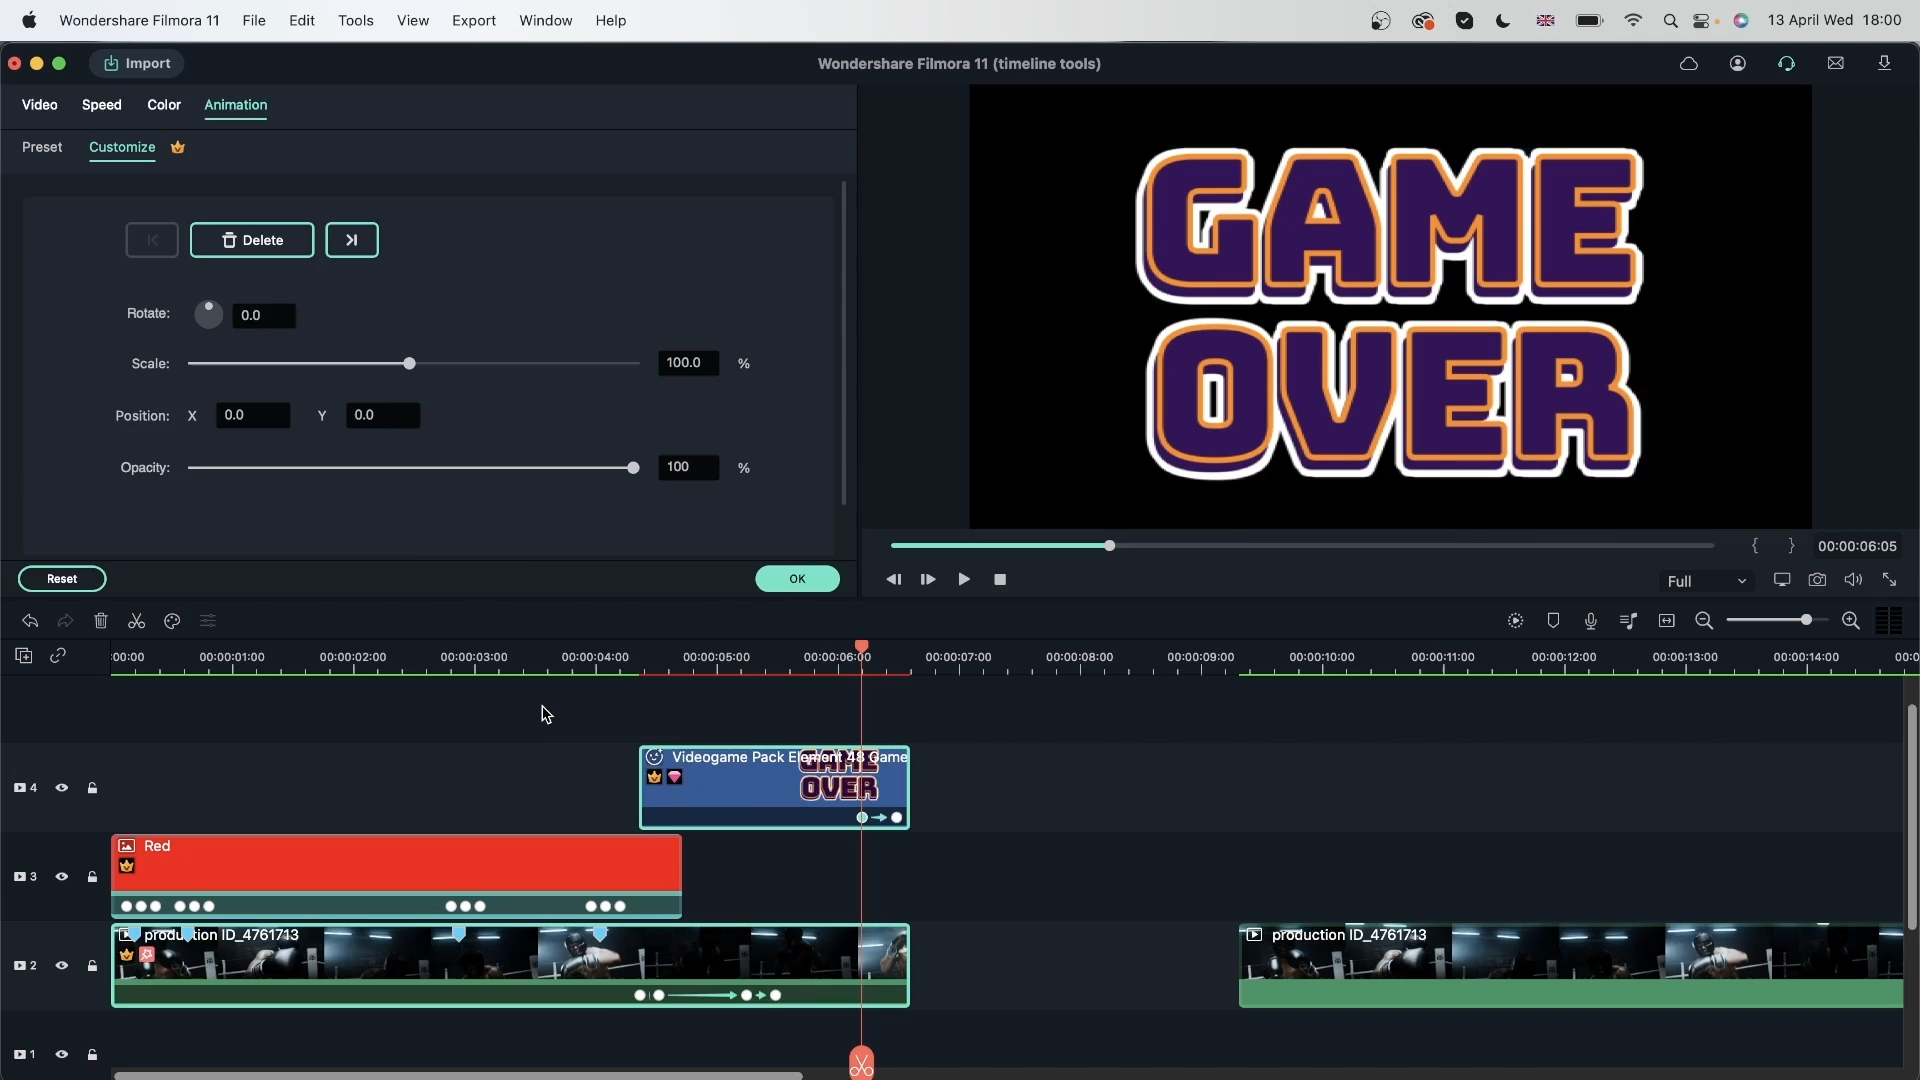 Wondershare Filmora 11 File Edit Tools View Export Window Help 13 April Wed 18:00
Import Wondershare Filmora 11 (timeline tools)
Video Speed Color Animation
Preset Customize
Delete
Rotate: 0.0
Scale: 100.0 %
Position: X 0.0 Y 0.0
Opacity: 100 %
Reset OK
GAME
OVER
{ } 00:00:06:05
Full
:00:00 00:00:01:00 00:00:02:00 00:00:03:00 00:00:04:00 00:00:05:00 00:00:06:00 00:00:07:00 00:00:08:00 00:00:09:00 00:00:10:00 00:00:11:00 00:00:12:00 00:00:13:00 00:00:14:00 00:0
4 Videogame Pack Element 48 Game
GAME
OVER
3 Red
2 production ID_4761713 production ID_4761713
1